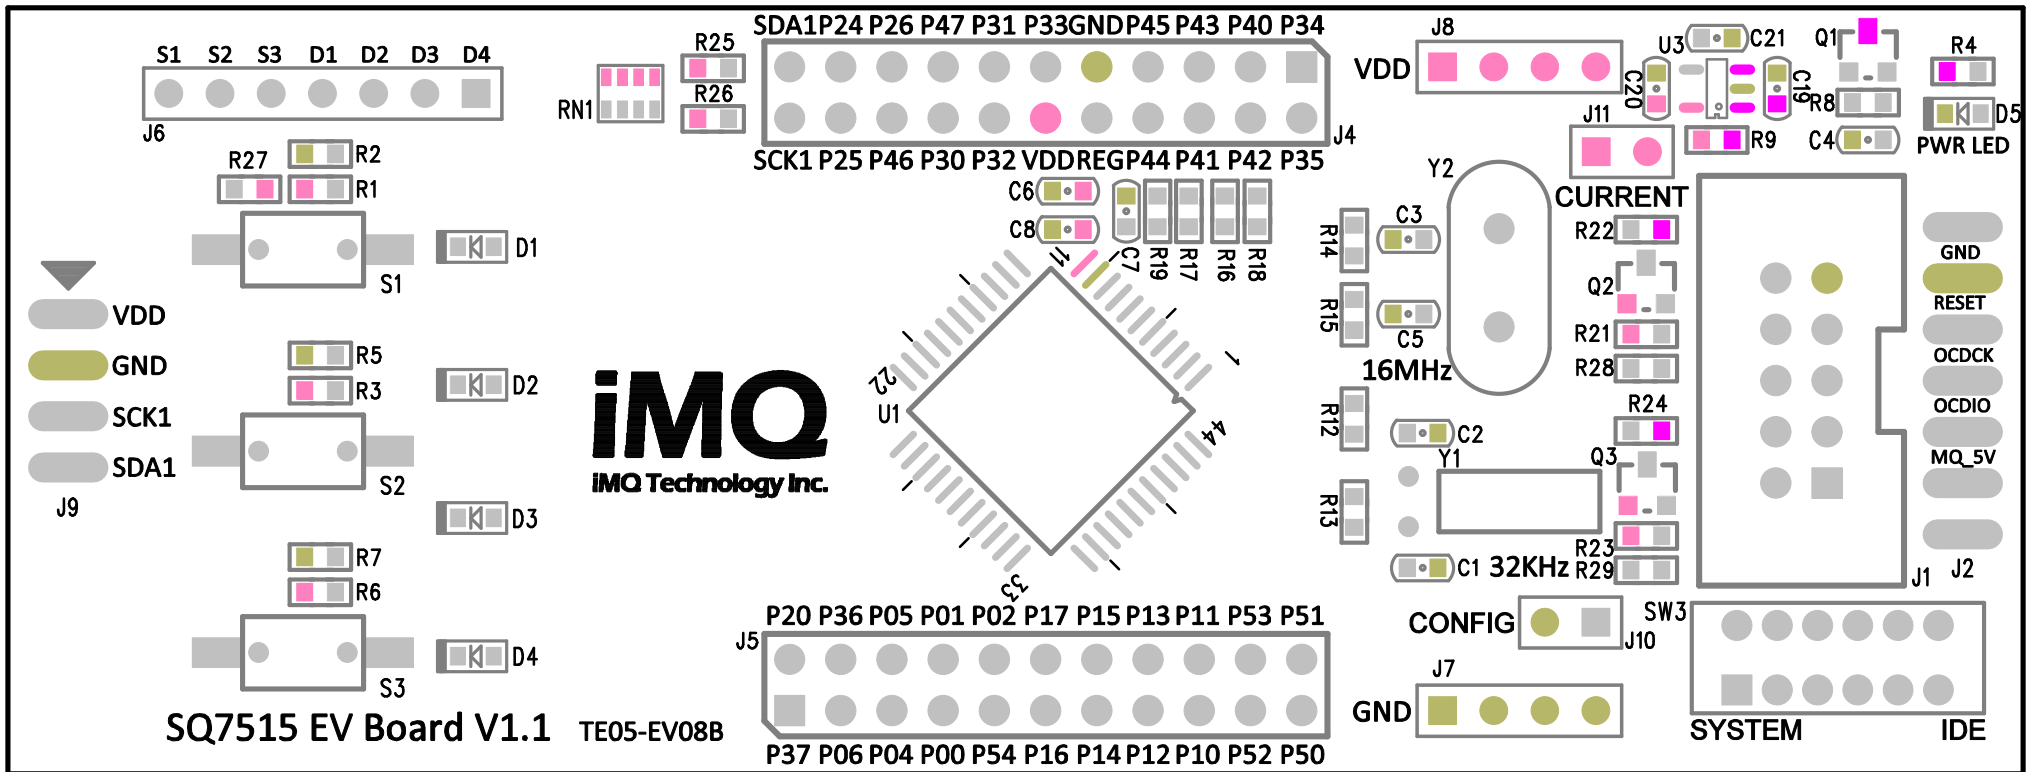 SDA1 P24 P26 P47 P31 P33 GND P45 P43 P40 P34
J8
U3
C21
Q1
R4
S1 S2 S3 D1 D2 D3 D4
R25
VDD
C20
C19
RN1
R26
R8
J11
D5
J6
J4
R9
C4
PWR LED
R2
SCK1 P25 P46 P30 P32 VDD REG P44 P41 P42 P35
R27
R1
C6
Y2
CURRENT
C8
C7
R19
R17
R16
R18
R14
C3
R22
D1
11
GND
S1
Q2
VDD
RESET
R15
C5
R21
GND
R5
1
16MHz
R28
OCDCK
R3
D2
22
iMQ
U1
R12
R24
OCDIO
SCK1
44
C2
SDA1
Y1
Q3
MQ_5V
S2
iMQ Technology Inc.
J9
D3
R13
R7
R23
R6
33
C1
32KHz
R29
J1
J2
P20 P36 P05 P01 P02 P17 P15 P13 P11 P53 P51
CONFIG
SW3
J5
J10
D4
J7
S3
GND
SQ7515 EV Board V1.1
TE05-EV08B
SYSTEM
IDE
P37 P06 P04 P00 P54 P16 P14 P12 P10 P52 P50